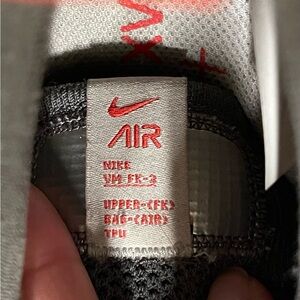 AIR
NIKE
VM-FK-3
UPPER-(FK)
BAG-(AIR)
TPU